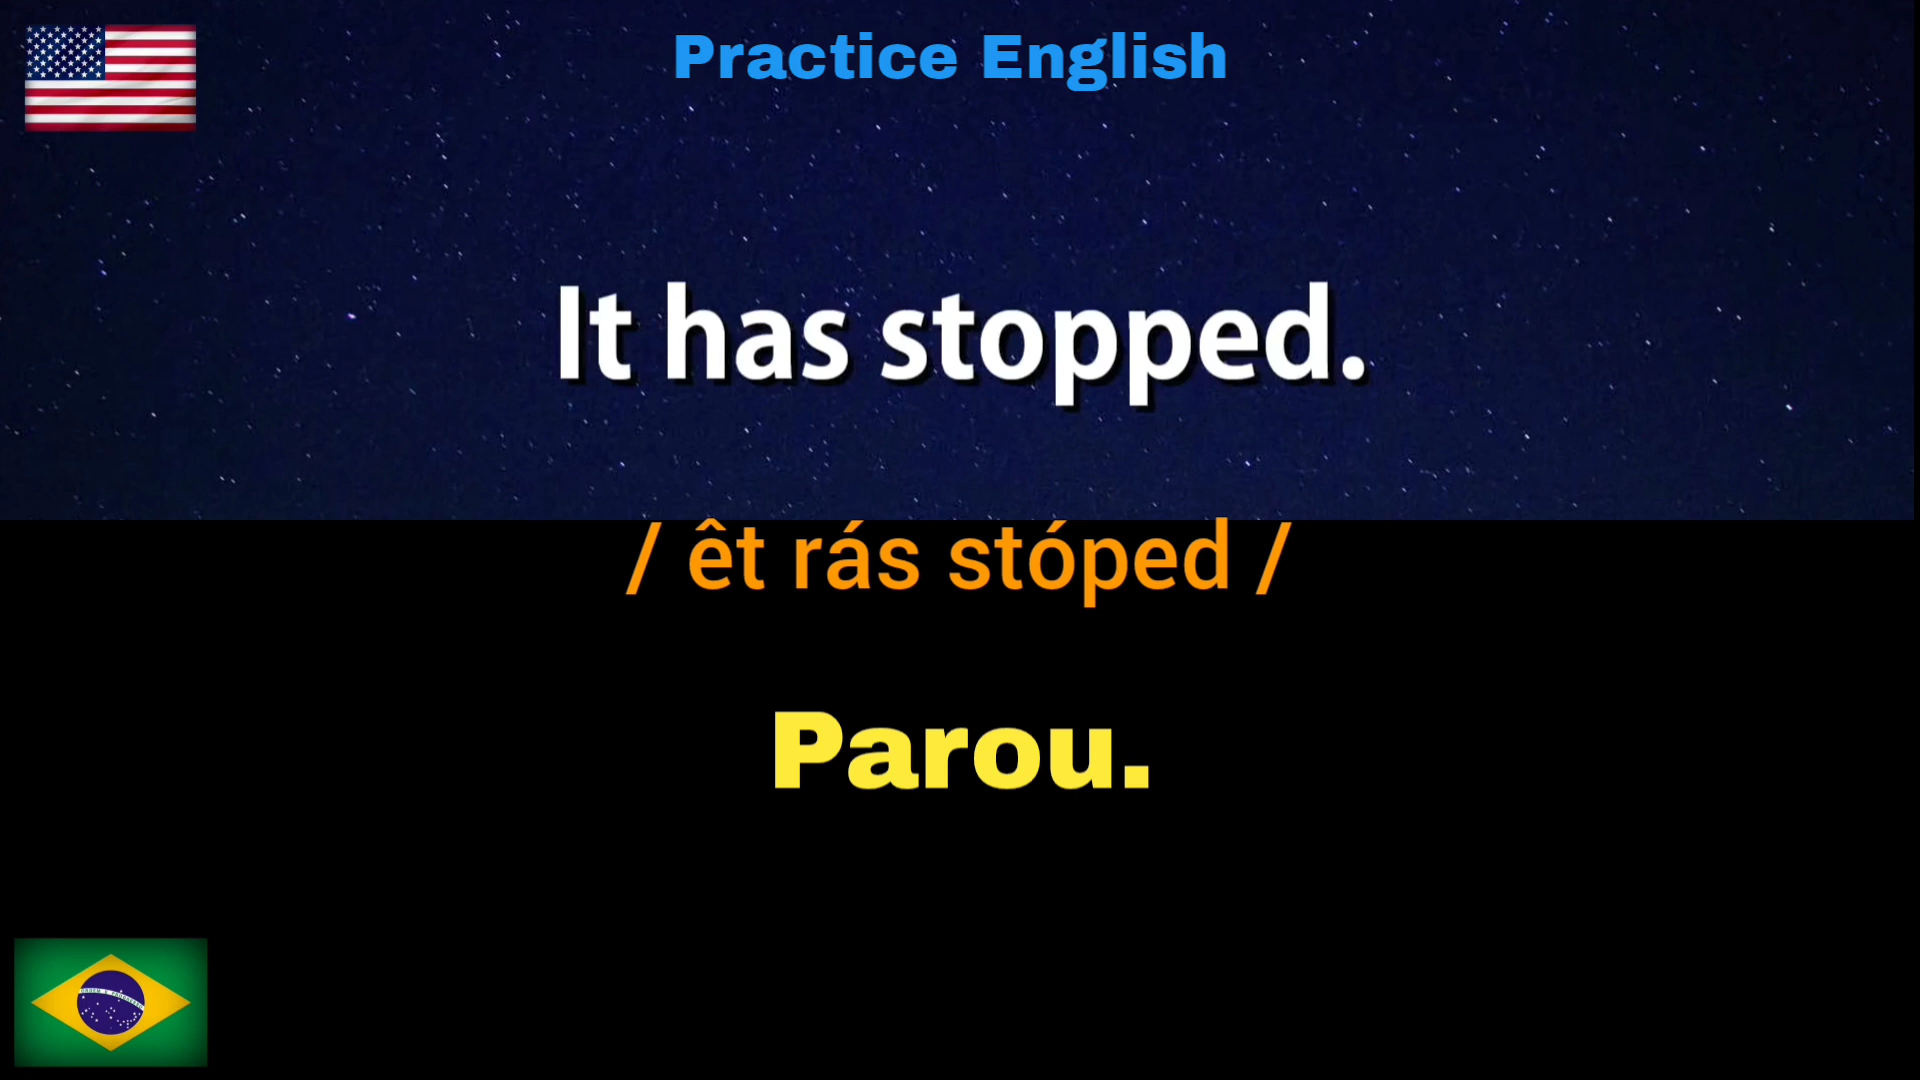 Practice English
It has stopped.
/ êt rás stóped /
Parou.